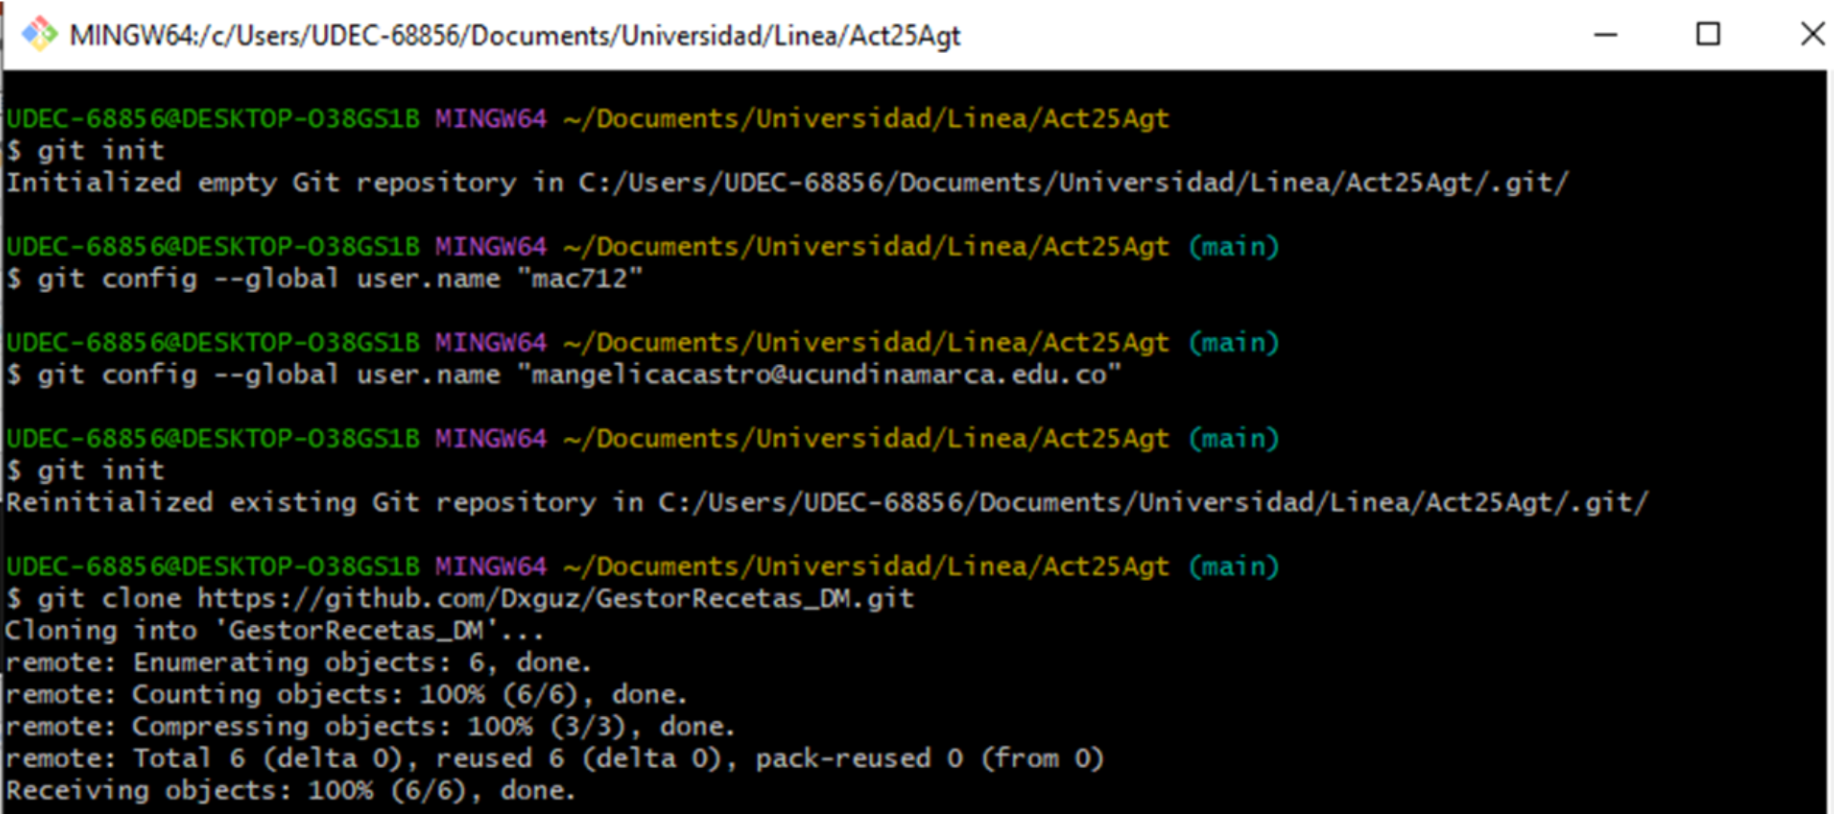 MINGW64:/c/Users/UDEC-68856/Documents/Universidad/Linea/Act25Agt
UDEC-68856@DESKTOP-O38GS1B MINGW64 ~/Documents/Universidad/Linea/Act25Agt
$ git init
Initialized empty Git repository in C:/Users/UDEC-68856/Documents/Universidad/Linea/Act25Agt/.git/
UDEC-68856@DESKTOP-O38GS1B MINGW64 ~/Documents/Universidad/Linea/Act25Agt (main)
$ git config --global user.name "mac712"
UDEC-68856@DESKTOP-O38GS1B MINGW64 ~/Documents/Universidad/Linea/Act25Agt (main)
$ git config --global user.name "mangelicacastro@ucundinamarca.edu.co"
UDEC-68856@DESKTOP-O38GS1B MINGW64 ~/Documents/Universidad/Linea/Act25Agt (main)
$ git init
Reinitialized existing Git repository in C:/Users/UDEC-68856/Documents/Universidad/Linea/Act25Agt/.git/
UDEC-68856@DESKTOP-O38GS1B MINGW64 ~/Documents/Universidad/Linea/Act25Agt (main)
$ git clone https://github.com/Dxguz/GestorRecetas_DM.git
Cloning into 'GestorRecetas_DM'...
remote: Enumerating objects: 6, done.
remote: Counting objects: 100% (6/6), done.
remote: Compressing objects: 100% (3/3), done.
remote: Total 6 (delta 0), reused 6 (delta 0), pack-reused 0 (from 0)
Receiving objects: 100% (6/6), done.